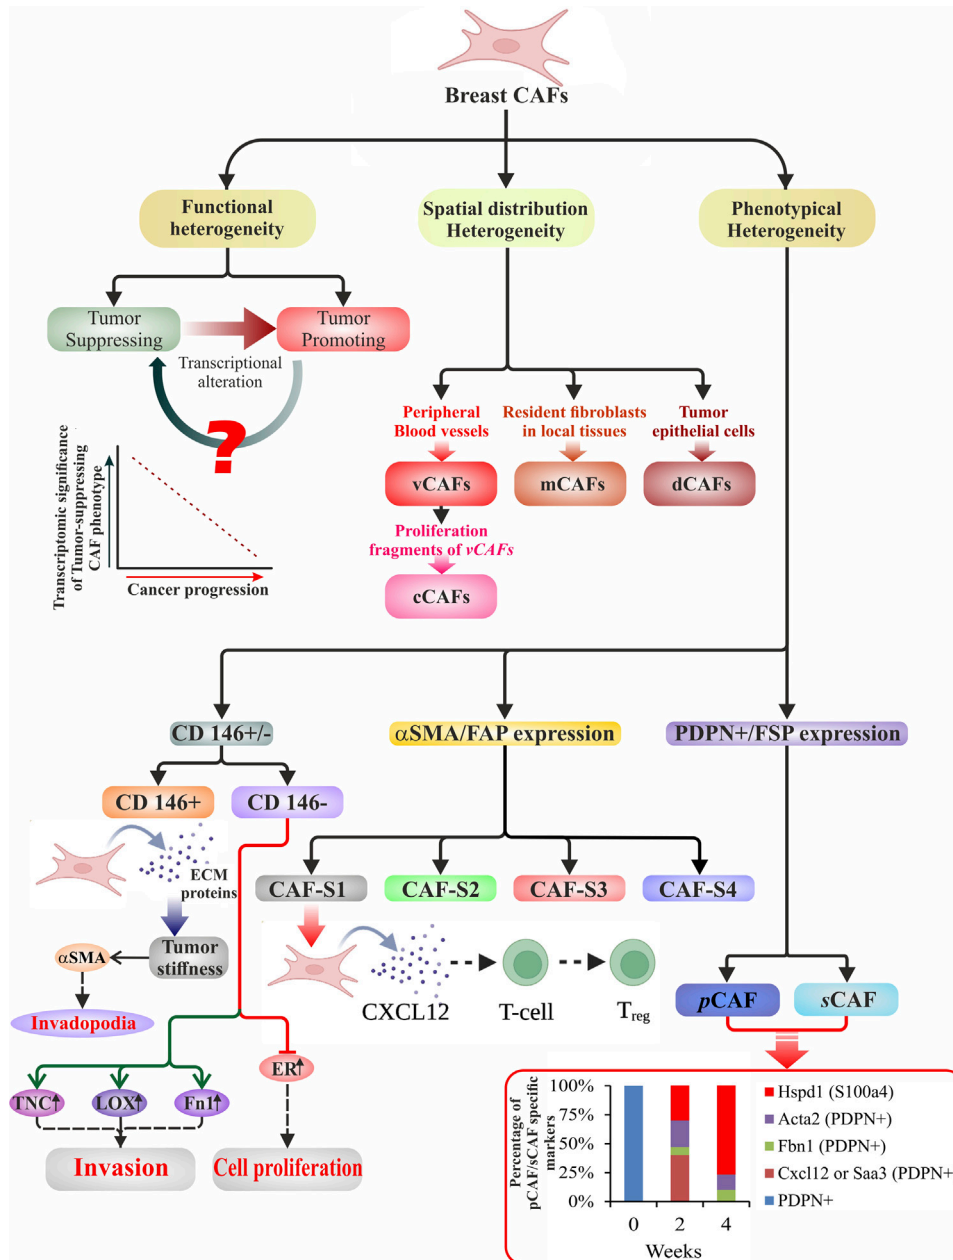 Breast CAFs
Functional
heterogeneity
Spatial distribution
Heterogeneity
Phenotypical
Heterogeneity
Tumor
Suppressing
Tumor
Promoting
Transcriptional
alteration
?
Transcriptomic significance
of Tumor-suppressing
CAF phenotype
Cancer progression
Peripheral
Blood vessels
Resident fibroblasts
in local tissues
Tumor
epithelial cells
vCAFs
mCAFs
dCAFs
Proliferation
fragments of vCAFs
cCAFs
CD 146+/-
αSMA/FAP expression
PDPN+/FSP expression
CD 146+
CD 146-
ECM
proteins
Tumor
stiffness
αSMA
Invadopodia
CAF-S1
CAF-S2
CAF-S3
CAF-S4
CXCL12
T-cell
Treg
pCAF
sCAF
TNC
LOX
Fn1
ER
Invasion
Cell proliferation
Percentage of
pCAF/sCAF specific
markers
100%
75%
50%
25%
0%
0
2
4
Weeks
Hspd1 (S100a4)
Acta2 (PDPN+)
Fbn1 (PDPN+)
Cxcl12 or Saa3 (PDPN+
PDPN+